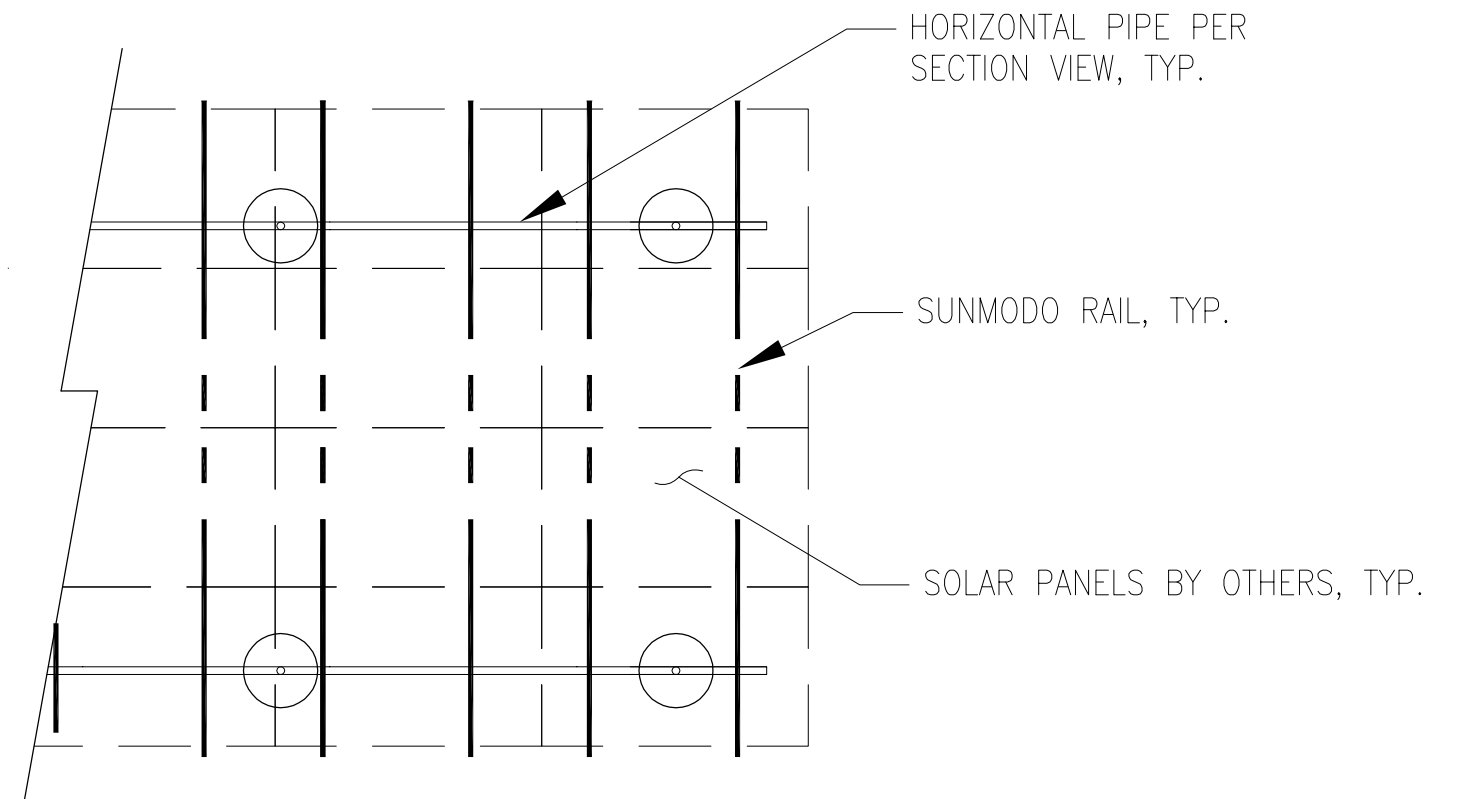 HORIZONTAL PIPE PER
SECTION VIEW, TYP.
SUNMODO RAIL, TYP.
SOLAR PANELS BY OTHERS, TYP.